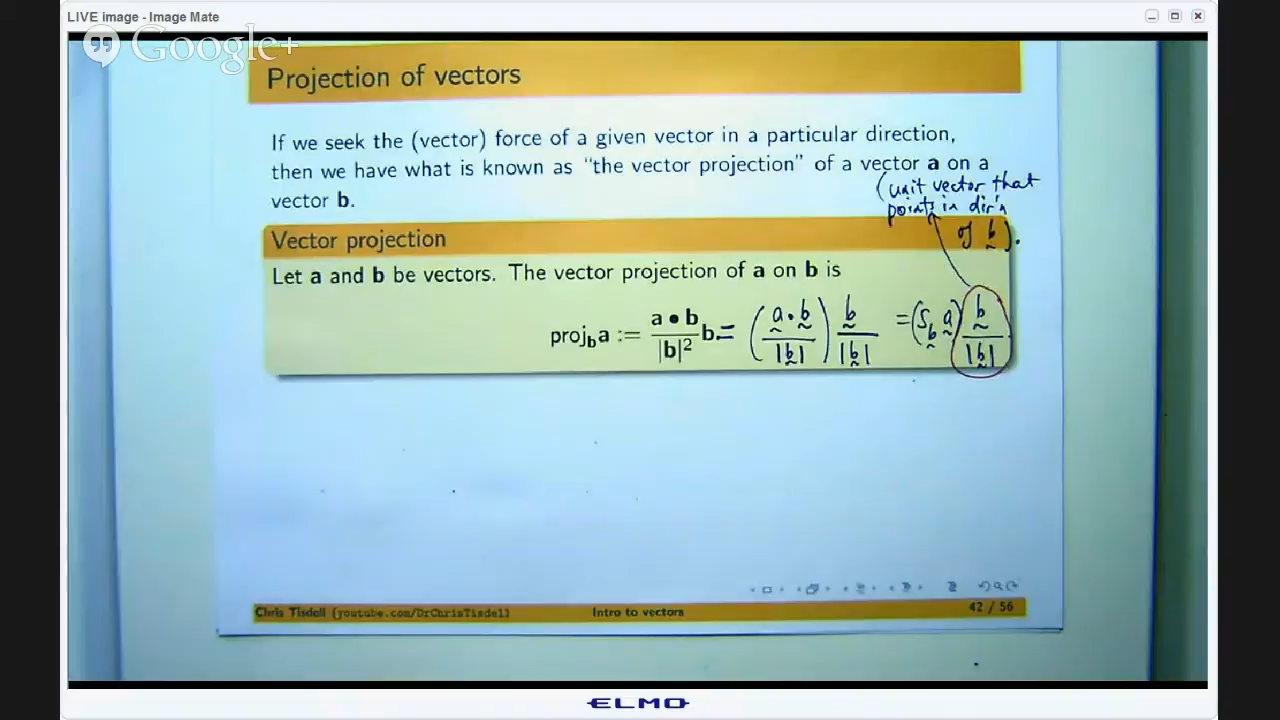 LIVE image - Image Mate
Google+
Projection of vectors
If we seek the (vector) force of a given vector in a particular direction,
then we have what is known as “the vector projection” of a vector a on a
vector b.
(unit vector that
points in dir'n
of b).
Vector projection
Let a and b be vectors. The vector projection of a on b is
proj_b a := (a • b / |b|²) b = (a · b / |b|) b / |b| = (S_b a) b / |b|
Chris Tisdell (youtube.com/DrChrisTisdell) Intro to vectors 42 / 56
ELMO